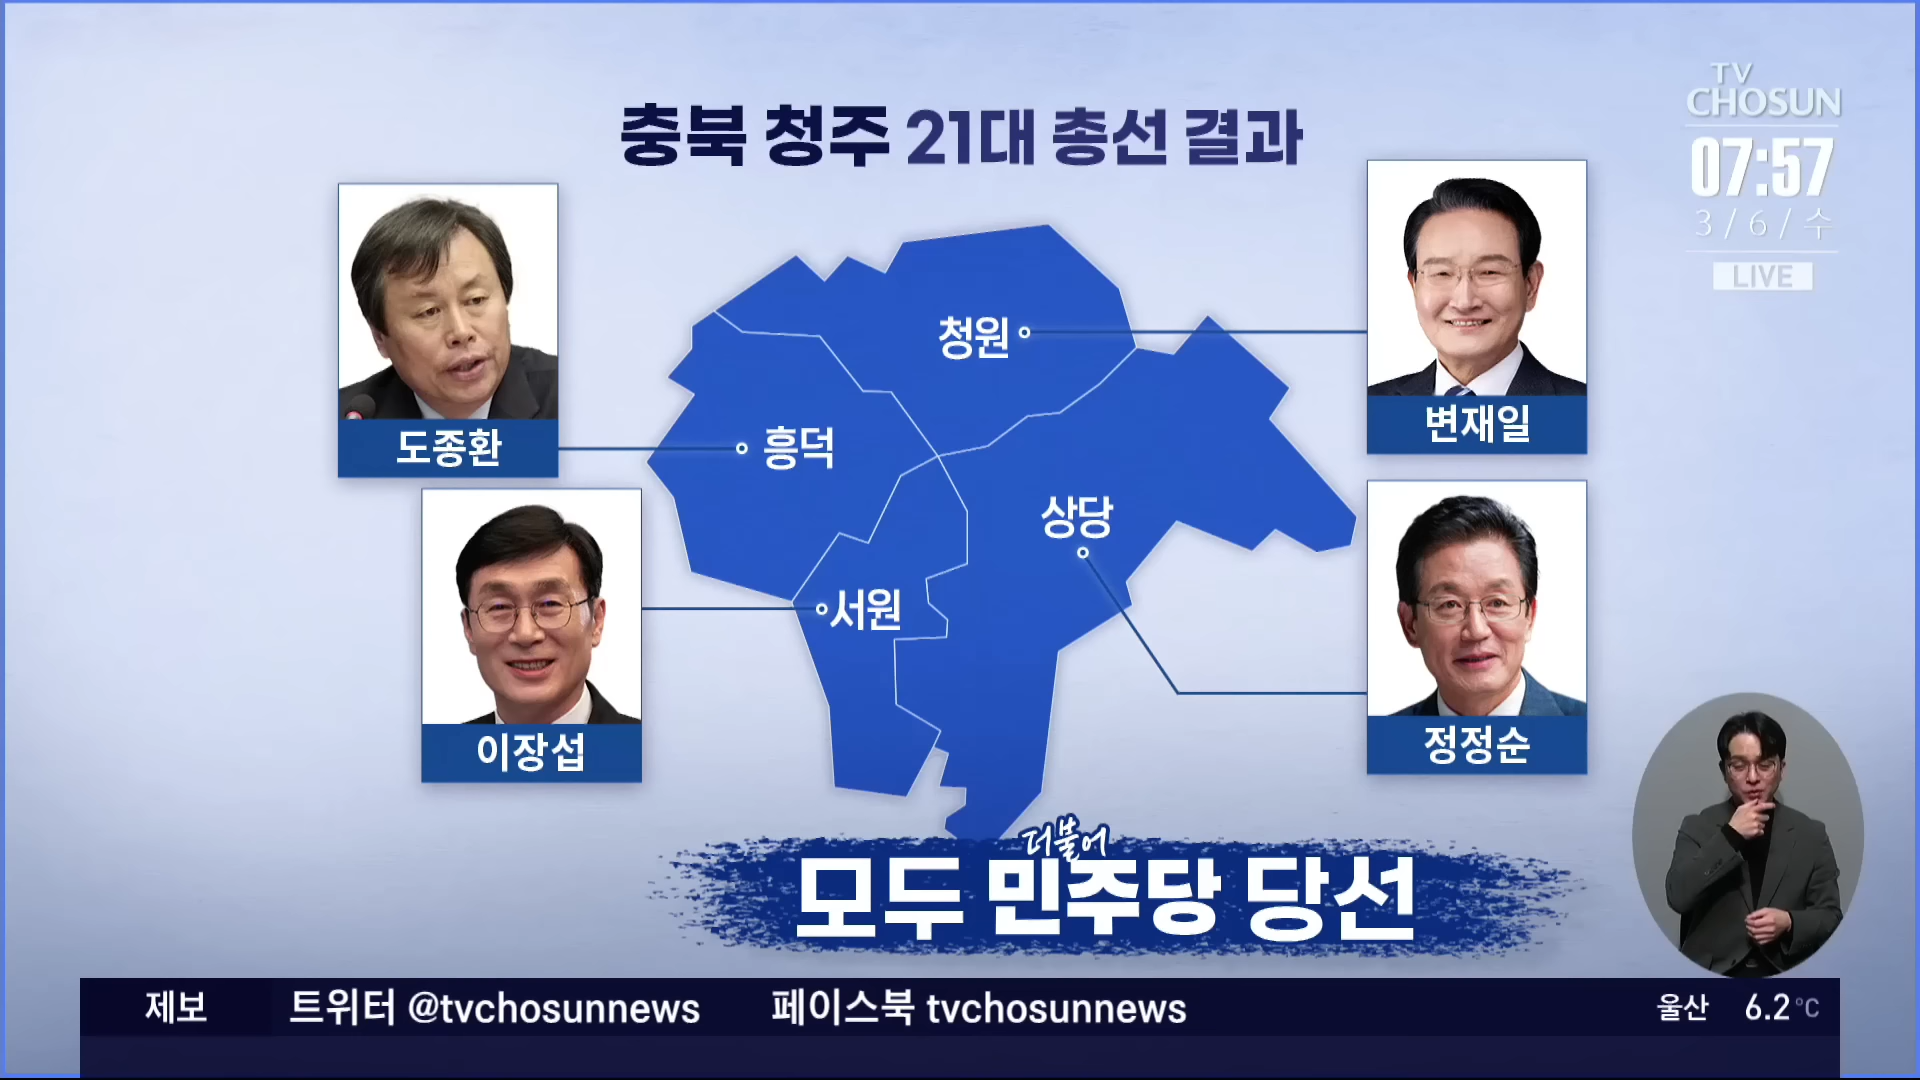 충북 청주 21대 총선 결과
TV
CHOSUN
07:57
3 / 6 / 수
LIVE
청원
변재일
도종환
흥덕
상당
서원
이장섭
정정순
더불어
모두 민주당 당선
제보 트위터 @tvchosunnews 페이스북 tvchosunnews 울산 6.2℃